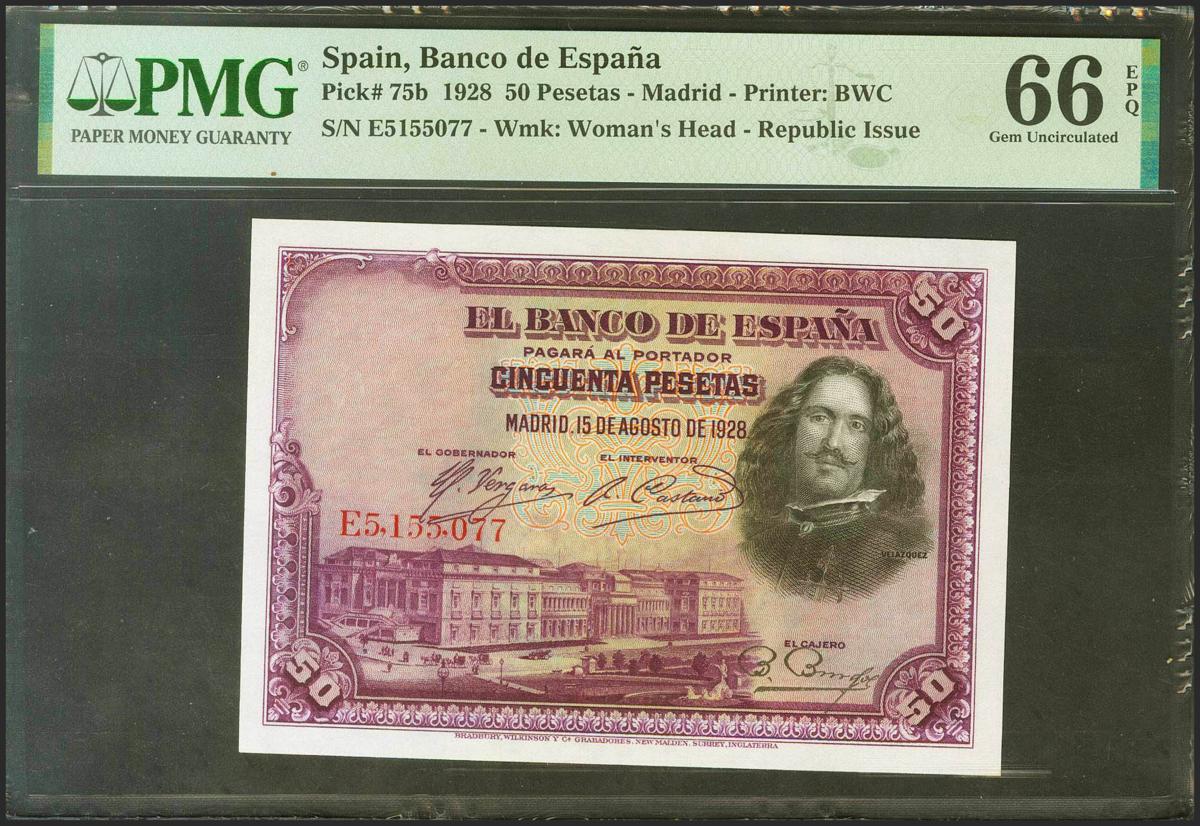 PMG®
PAPER MONEY GUARANTY
Spain, Banco de España
Pick# 75b 1928 50 Pesetas - Madrid - Printer: BWC
S/N E5155077 - Wmk: Woman's Head - Republic Issue
66
EPQ
Gem Uncirculated
50
EL BANCO DE ESPAÑA
PAGARÁ AL PORTADOR
CINCUENTA PESETAS
MADRID, 15 DE AGOSTO DE 1928
EL GOBERNADOR
EL INTERVENTOR
E5,155,077
VELAZQUEZ
EL CAJERO
50
50
BRADBURY, WILKINSON Y Cª GRABADORES, NEW MALDEN, SURREY, INGLATERRA